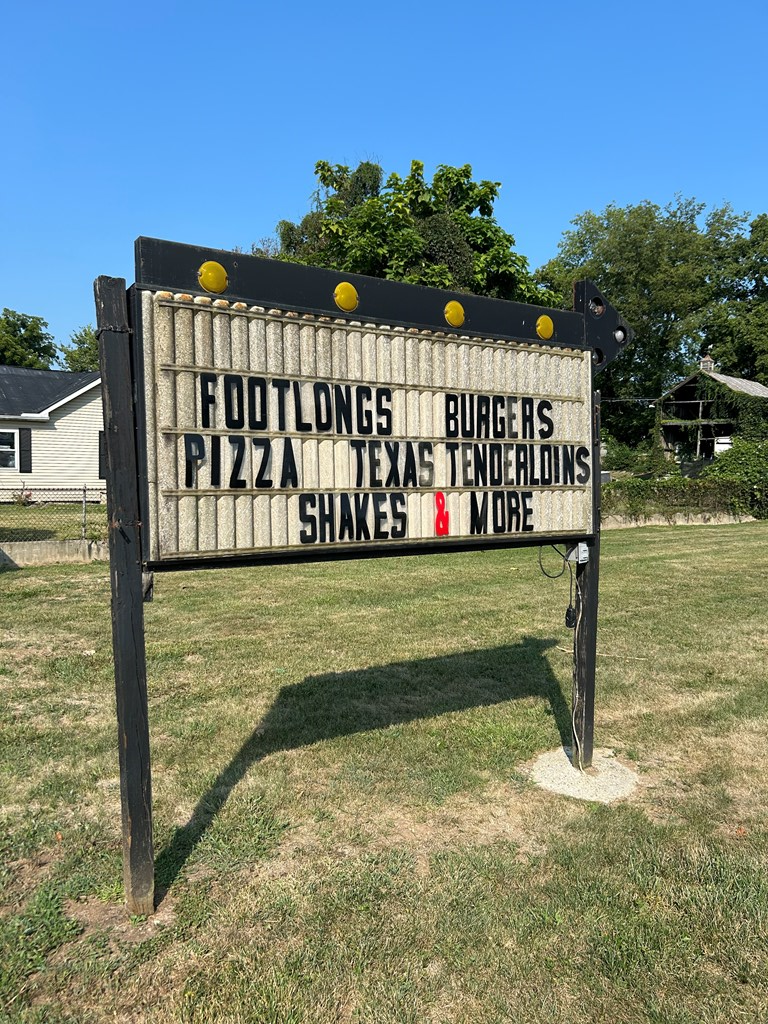 FOOTLONGS BURGERS
PIZZA TEXAS TENDERLOINS
SHAKES & MORE